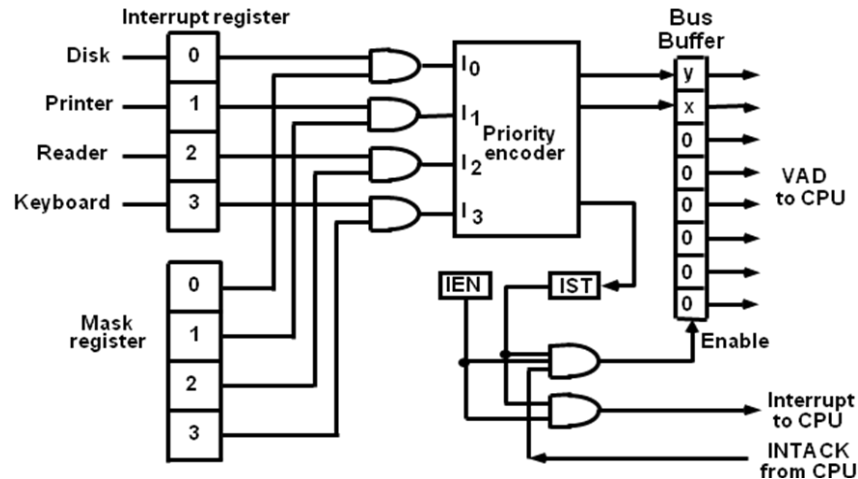 Interrupt register
Disk
Printer
Reader
Keyboard
0
1
2
3
Mask
register
0
1
2
3
I0
I1
I2
I3
Priority
encoder
IEN
IST
Bus
Buffer
y
x
0
0
0
0
0
0
VAD
to CPU
Enable
Interrupt
to CPU
INTACK
from CPU